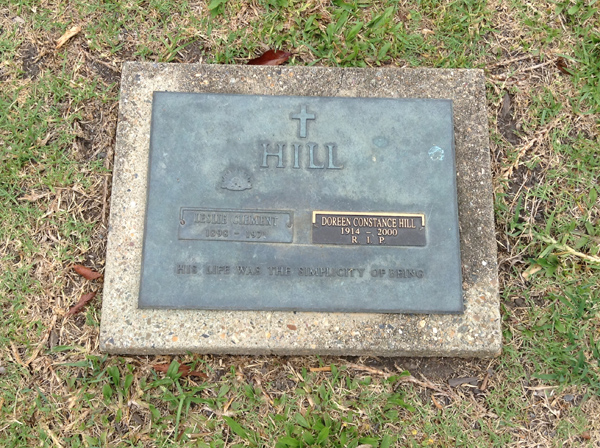 HILL
LESLIE CLEMENT
DOREEN CONSTANCE HILL
1914 - 2000
R I P
HIS LIFE WAS THE SIMPLICITY OF BEING